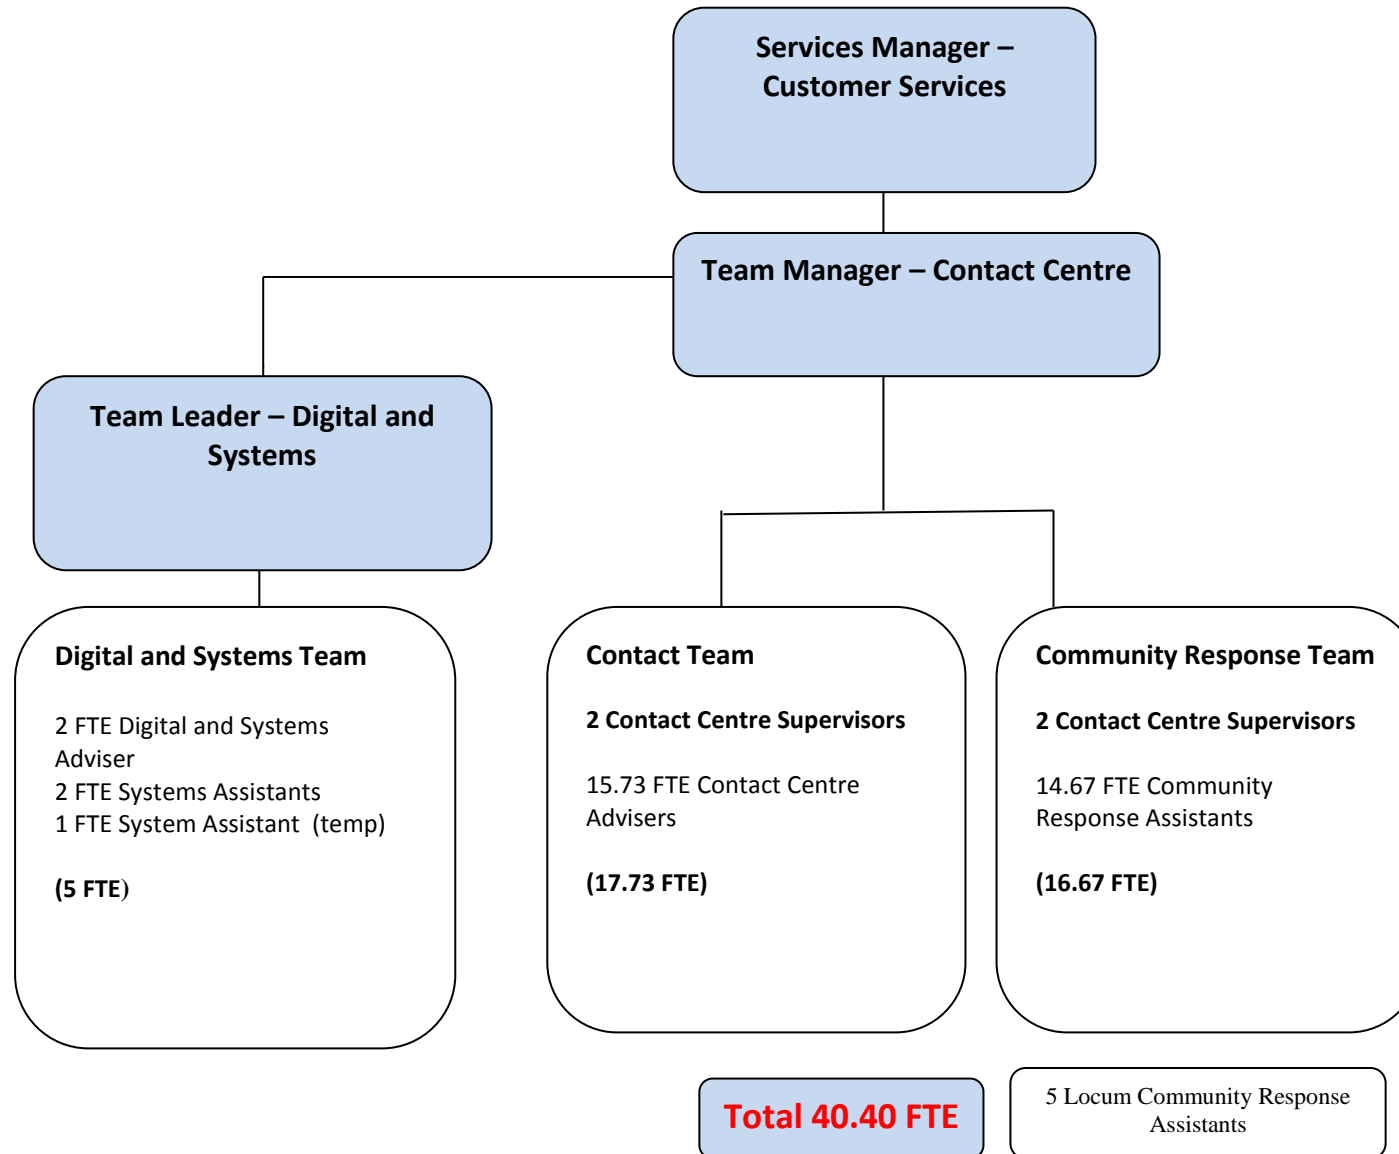 Services Manager –
Customer Services
Team Manager – Contact Centre
Team Leader – Digital and
Systems
Digital and Systems Team
2 FTE Digital and Systems
Adviser
2 FTE Systems Assistants
1 FTE System Assistant  (temp)
(5 FTE)
Contact Team
2 Contact Centre Supervisors
15.73 FTE Contact Centre
Advisers
(17.73 FTE)
Community Response Team
2 Contact Centre Supervisors
14.67 FTE Community
Response Assistants
(16.67 FTE)
Total 40.40 FTE
5 Locum Community Response
Assistants